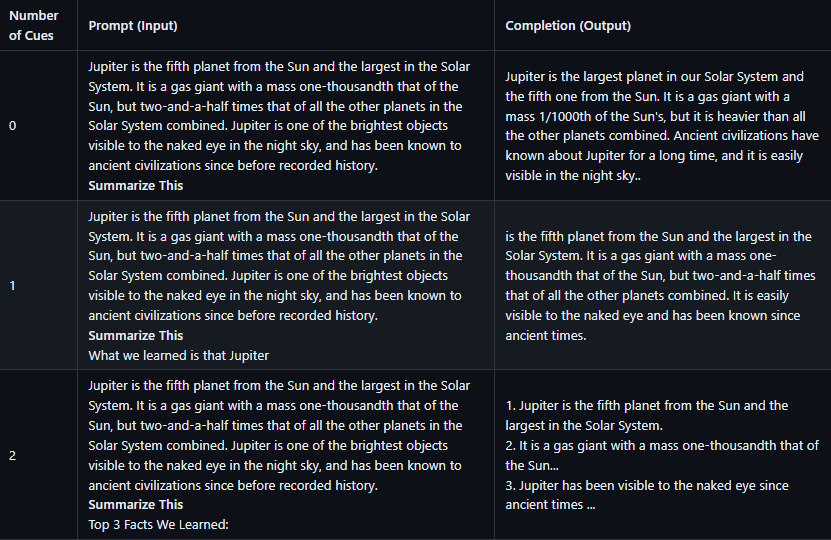 Number
of Cues
Prompt (Input)
Completion (Output)
0
Jupiter is the fifth planet from the Sun and the largest in the Solar
System. It is a gas giant with a mass one-thousandth that of the
Sun, but two-and-a-half times that of all the other planets in the
Solar System combined. Jupiter is one of the brightest objects
visible to the naked eye in the night sky, and has been known to
ancient civilizations since before recorded history.
Summarize This
Jupiter is the largest planet in our Solar System and
the fifth one from the Sun. It is a gas giant with a
mass 1/1000th of the Sun's, but it is heavier than all
the other planets combined. Ancient civilizations have
known about Jupiter for a long time, and it is easily
visible in the night sky..
1
Jupiter is the fifth planet from the Sun and the largest in the Solar
System. It is a gas giant with a mass one-thousandth that of the
Sun, but two-and-a-half times that of all the other planets in the
Solar System combined. Jupiter is one of the brightest objects
visible to the naked eye in the night sky, and has been known to
ancient civilizations since before recorded history.
Summarize This
What we learned is that Jupiter
is the fifth planet from the Sun and the largest in the
Solar System. It is a gas giant with a mass one-
thousandth that of the Sun, but two-and-a-half times
that of all the other planets combined. It is easily
visible to the naked eye and has been known since
ancient times.
2
Jupiter is the fifth planet from the Sun and the largest in the Solar
System. It is a gas giant with a mass one-thousandth that of the
Sun, but two-and-a-half times that of all the other planets in the
Solar System combined. Jupiter is one of the brightest objects
visible to the naked eye in the night sky, and has been known to
ancient civilizations since before recorded history.
Summarize This
Top 3 Facts We Learned:
1. Jupiter is the fifth planet from the Sun and the
largest in the Solar System.
2. It is a gas giant with a mass one-thousandth that of
the Sun...
3. Jupiter has been visible to the naked eye since
ancient times ...